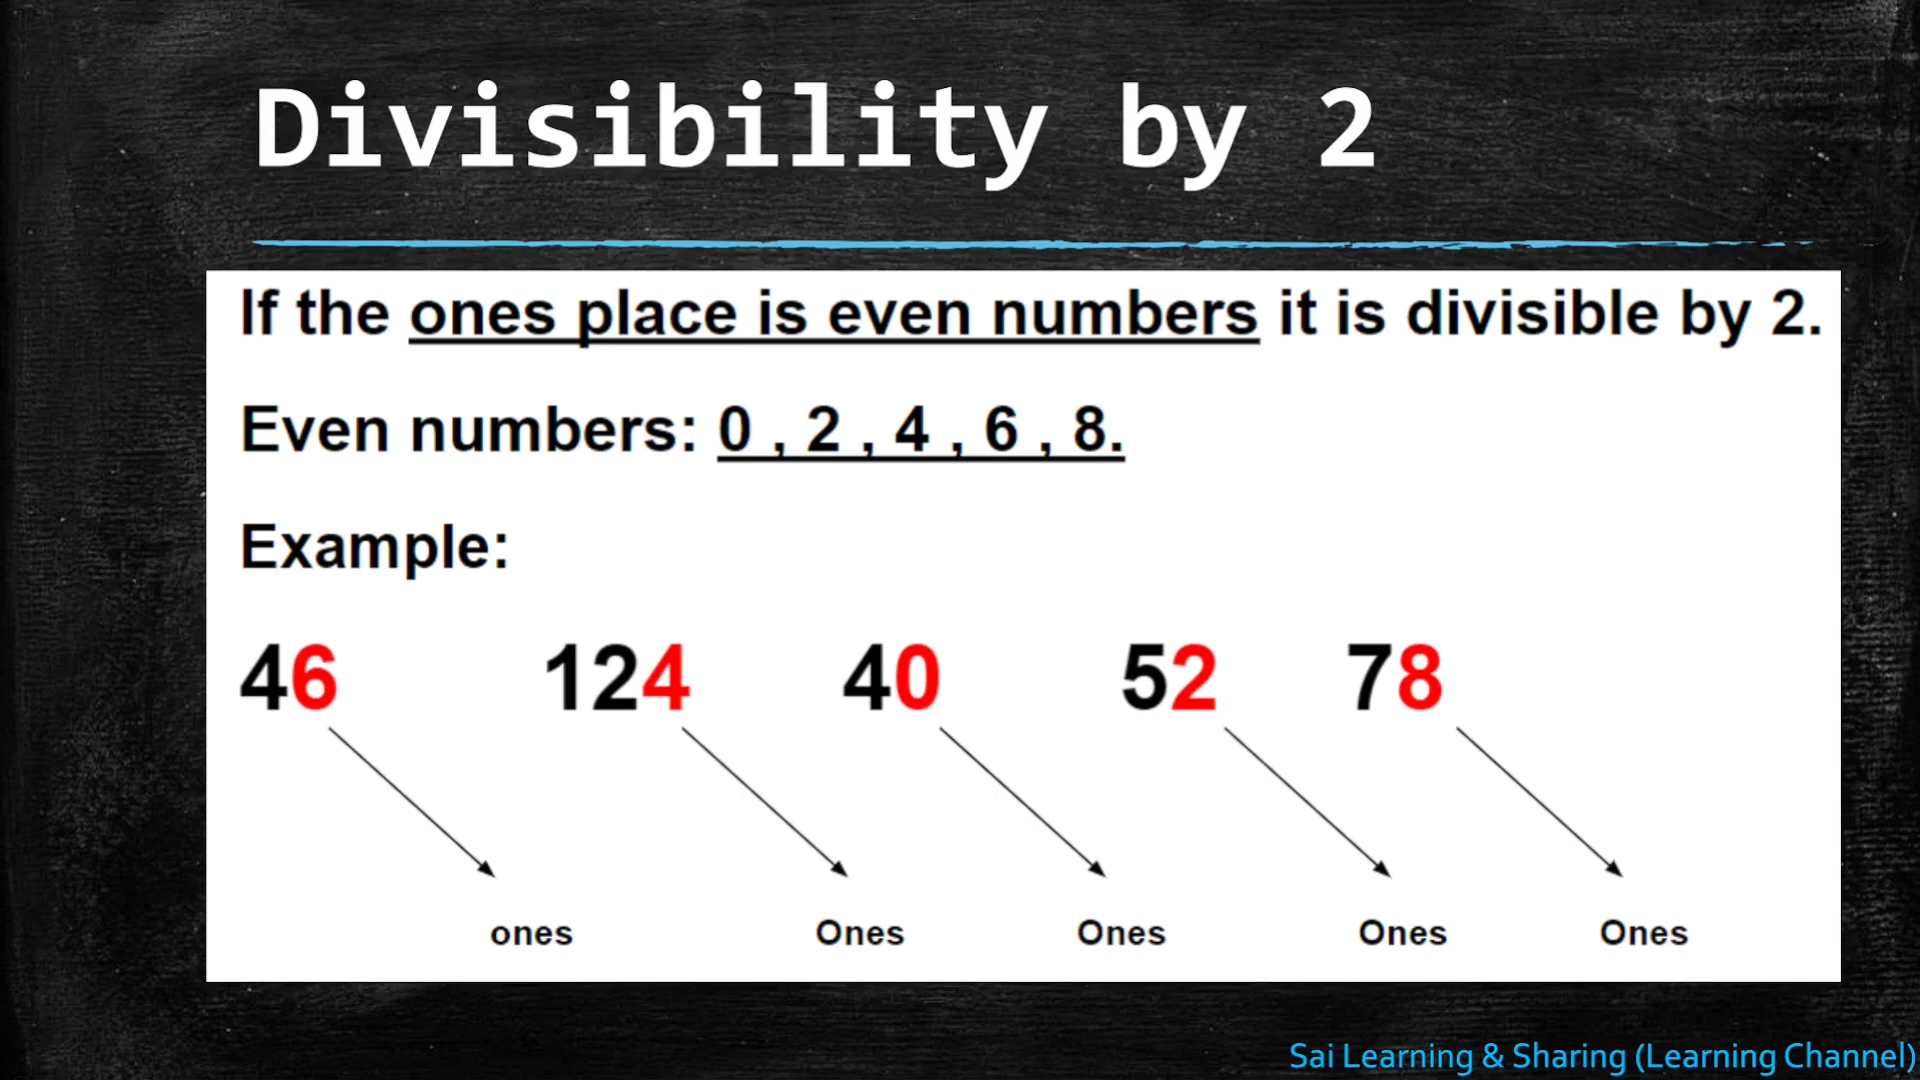 Divisibility by 2
If the ones place is even numbers it is divisible by 2.
Even numbers: 0 , 2 , 4 , 6 , 8.
Example:
46 124 40 52 78
ones Ones Ones Ones Ones
Sai Learning & Sharing (Learning Channel)